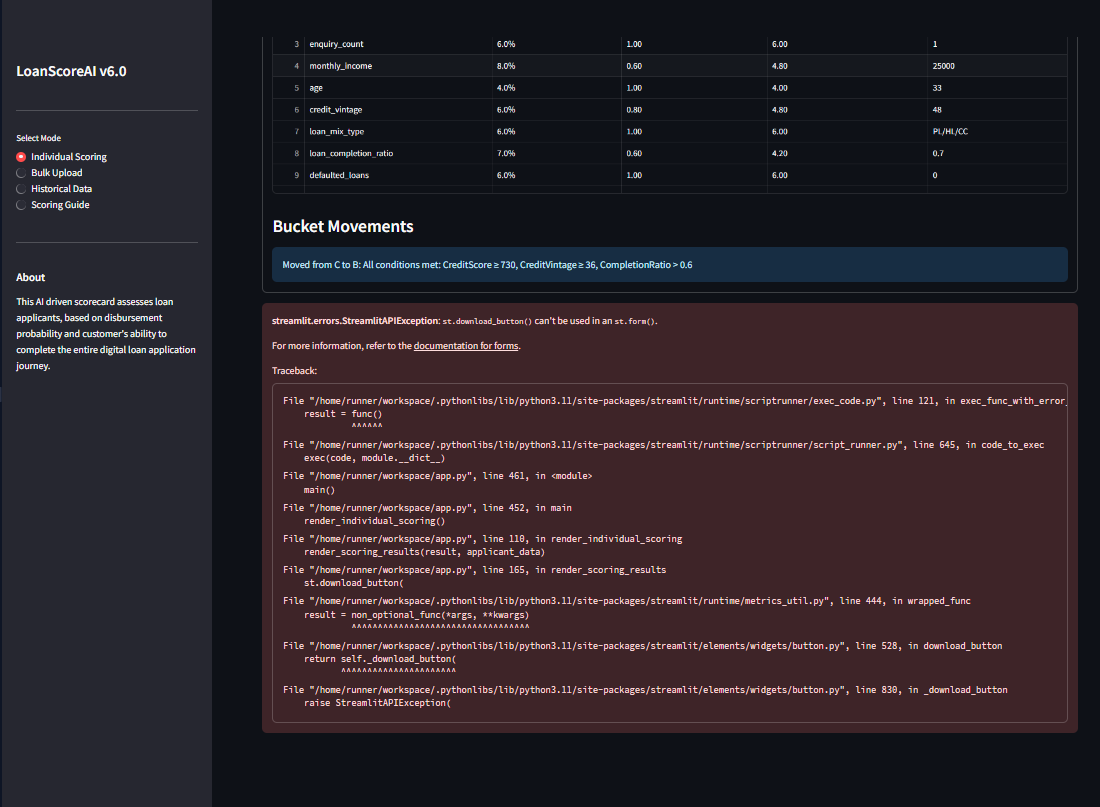 LoanScoreAI v6.0
Select Mode
Individual Scoring
Bulk Upload
Historical Data
Scoring Guide
About
This AI driven scorecard assesses loan
applicants, based on disbursement
probability and customer's ability to
complete the entire digital loan application
journey.
3 enquiry_count 6.0% 1.00 6.00 1
4 monthly_income 8.0% 0.60 4.80 25000
5 age 4.0% 1.00 4.00 33
6 credit_vintage 6.0% 0.80 4.80 48
7 loan_mix_type 6.0% 1.00 6.00 PL/HL/CC
8 loan_completion_ratio 7.0% 0.60 4.20 0.7
9 defaulted_loans 6.0% 1.00 6.00 0
Bucket Movements
Moved from C to B: All conditions met: CreditScore ≥ 730, CreditVintage ≥ 36, CompletionRatio > 0.6
streamlit.errors.StreamlitAPIException: st.download_button() can't be used in an st.form().
For more information, refer to the documentation for forms.
Traceback:
File "/home/runner/workspace/.pythonlibs/lib/python3.11/site-packages/streamlit/runtime/scriptrunner/exec_code.py", line 121, in exec_func_with_error_
result = func()
^^^^^^
File "/home/runner/workspace/.pythonlibs/lib/python3.11/site-packages/streamlit/runtime/scriptrunner/script_runner.py", line 645, in code_to_exec
exec(code, module.__dict__)
File "/home/runner/workspace/app.py", line 461, in <module>
main()
File "/home/runner/workspace/app.py", line 452, in main
render_individual_scoring()
File "/home/runner/workspace/app.py", line 110, in render_individual_scoring
render_scoring_results(result, applicant_data)
File "/home/runner/workspace/app.py", line 165, in render_scoring_results
st.download_button(
File "/home/runner/workspace/.pythonlibs/lib/python3.11/site-packages/streamlit/runtime/metrics_util.py", line 444, in wrapped_func
result = non_optional_func(*args, **kwargs)
^^^^^^^^^^^^^^^^^^^^^^^^^^^^^^^^^^
File "/home/runner/workspace/.pythonlibs/lib/python3.11/site-packages/streamlit/elements/widgets/button.py", line 528, in download_button
return self._download_button(
^^^^^^^^^^^^^^^^^^^^^^
File "/home/runner/workspace/.pythonlibs/lib/python3.11/site-packages/streamlit/elements/widgets/button.py", line 830, in _download_button
raise StreamlitAPIException(